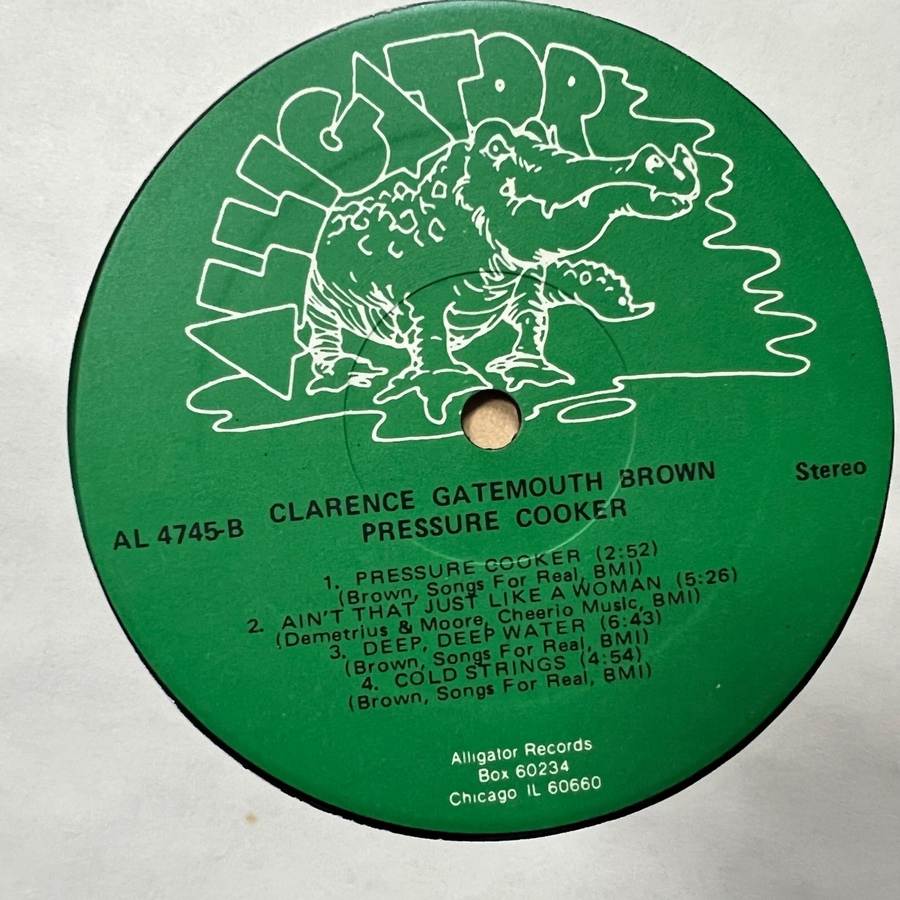 ALLIGATOR
AL 4745-B
CLARENCE GATEMOUTH BROWN
Stereo
PRESSURE COOKER
1. PRESSURE COOKER (2:52)
(Brown, Songs For Real, BMI)
2. AIN'T THAT JUST LIKE A WOMAN (5:26)
(Demetrius & Moore, Cheerio Music, BMI)
3. DEEP, DEEP WATER (6:43)
(Brown, Songs For Real, BMI)
4. COLD STRINGS (4:54)
(Brown, Songs For Real, BMI)
Alligator Records
Box 60234
Chicago IL 60660